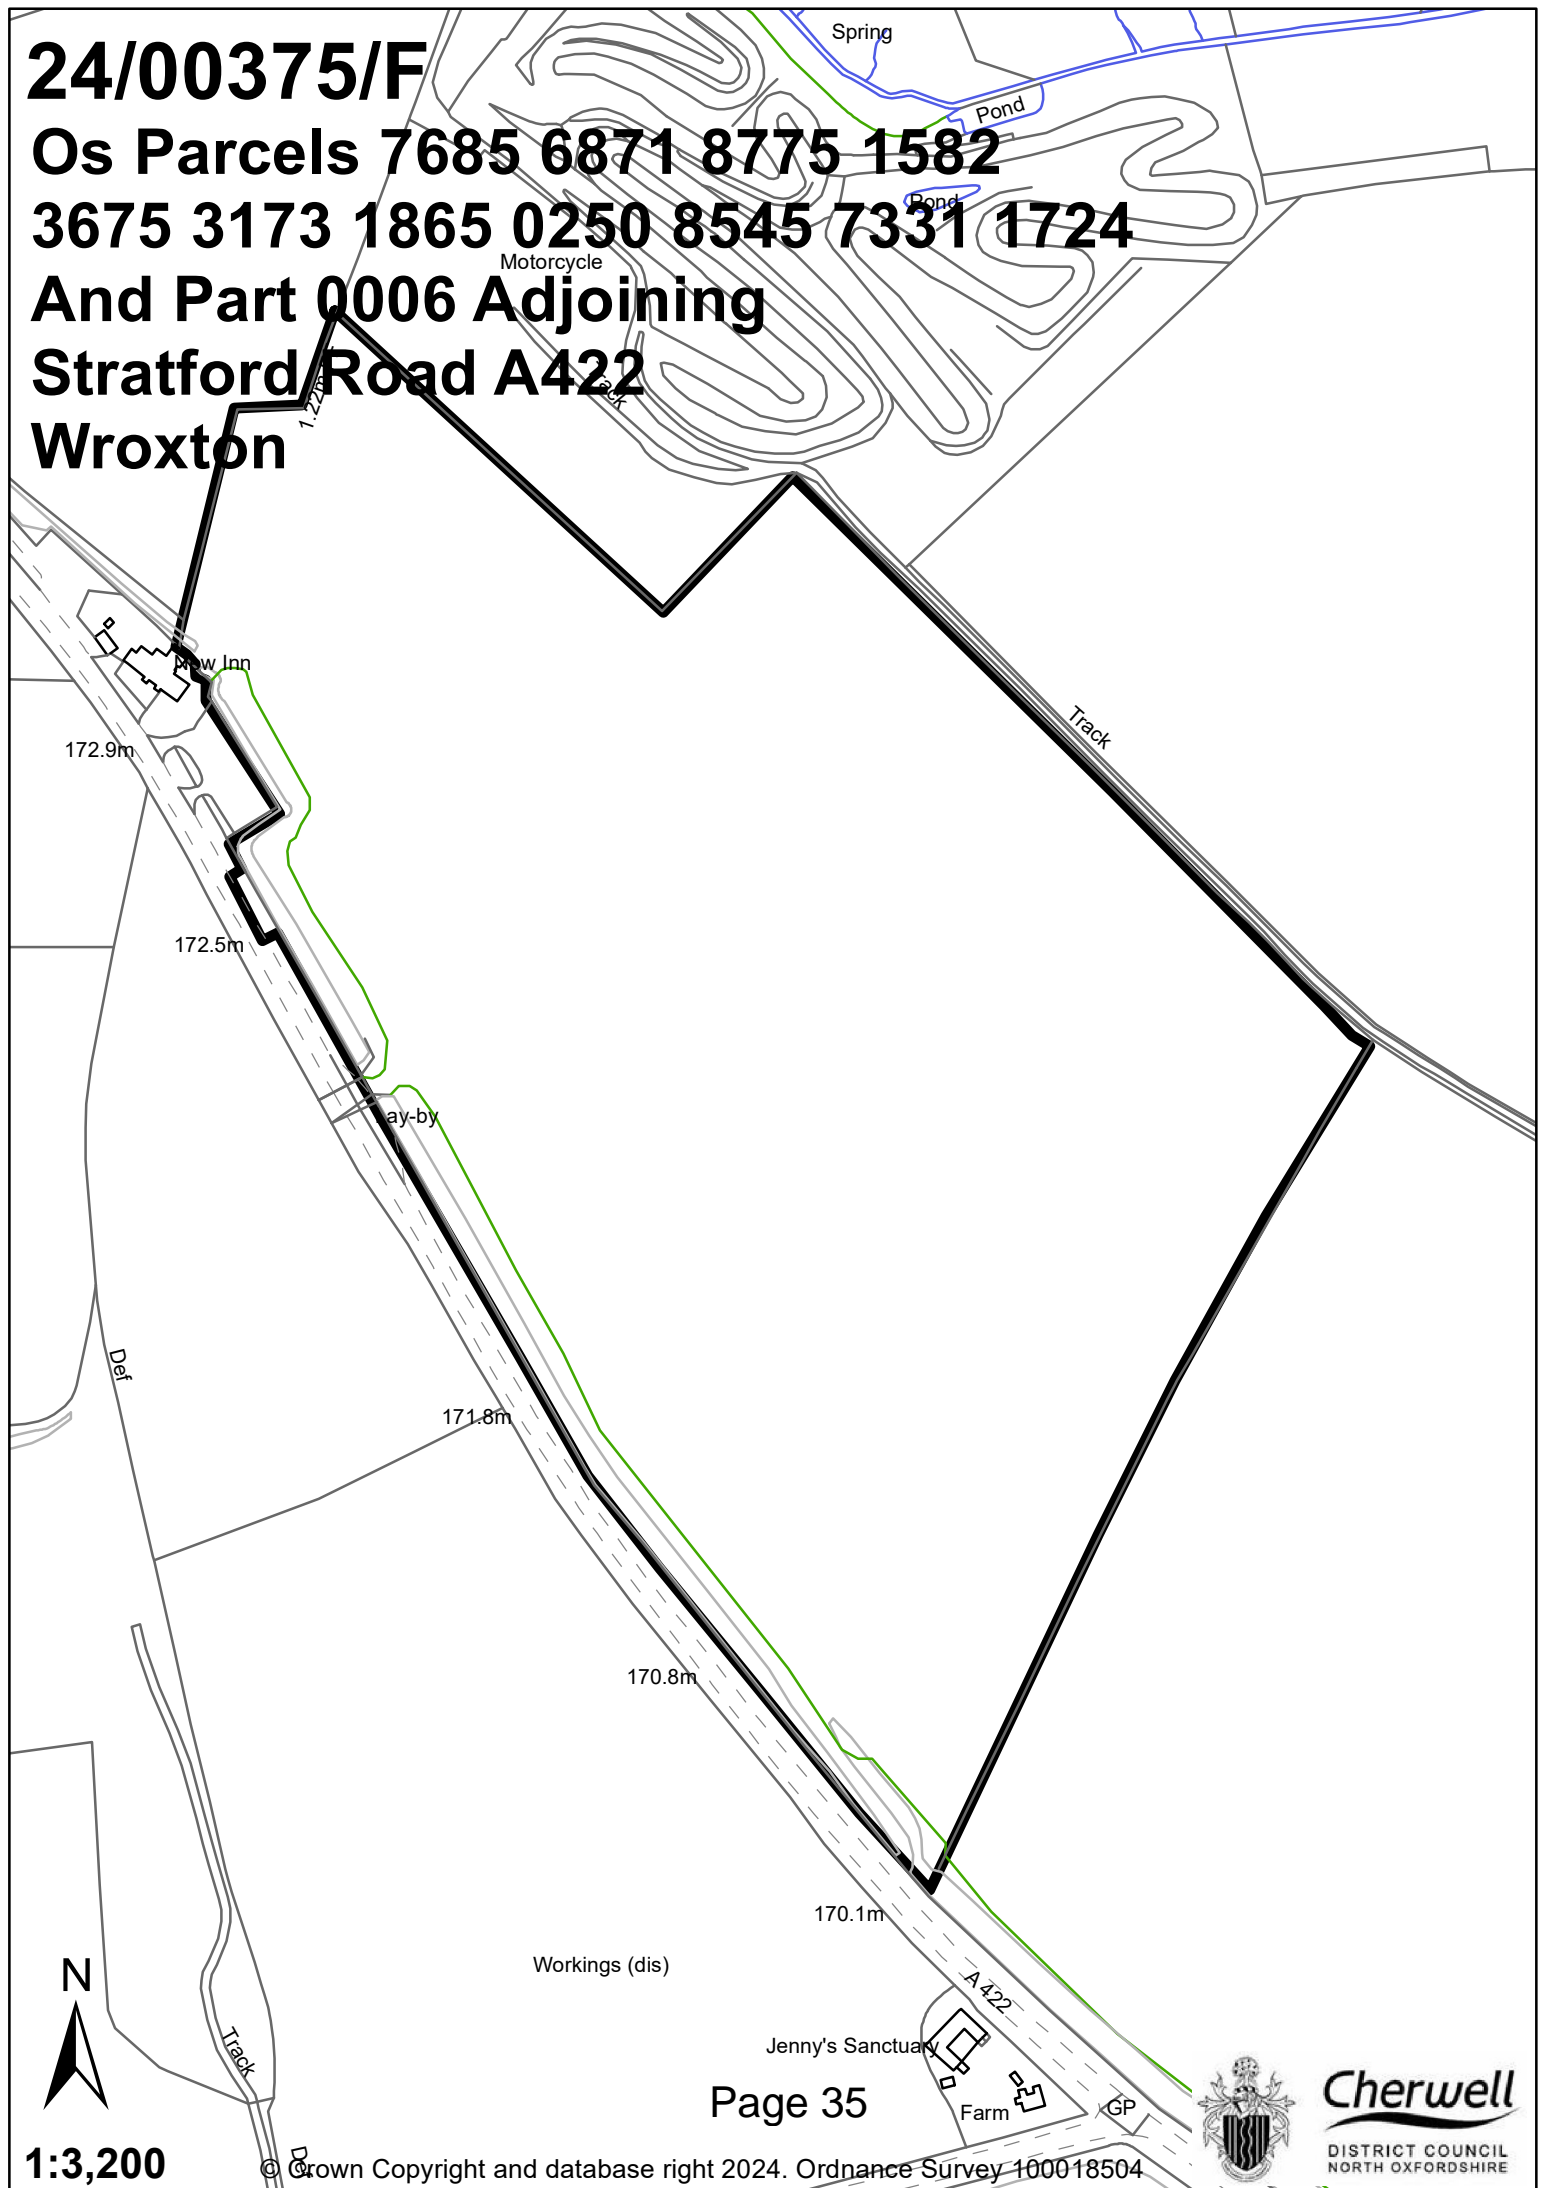 24/00375/F
Os Parcels 7685 6871 8775 1582
3675 3173 1865 0250 8545 7331 1724
And Part 0006 Adjoining
Stratford Road A422
Wroxton
Spring
Pond
Pond
Motorcycle
Track
1.22m
New Inn
172.9m
Track
172.5m
Lay-by
Def
171.8m
170.8m
170.1m
Workings (dis)
A 422
Jenny's Sanctuary
Farm
GP
N
Track
Def
Page 35
1:3,200
© Crown Copyright and database right 2024. Ordnance Survey 100018504
Cherwell
DISTRICT COUNCIL
NORTH OXFORDSHIRE